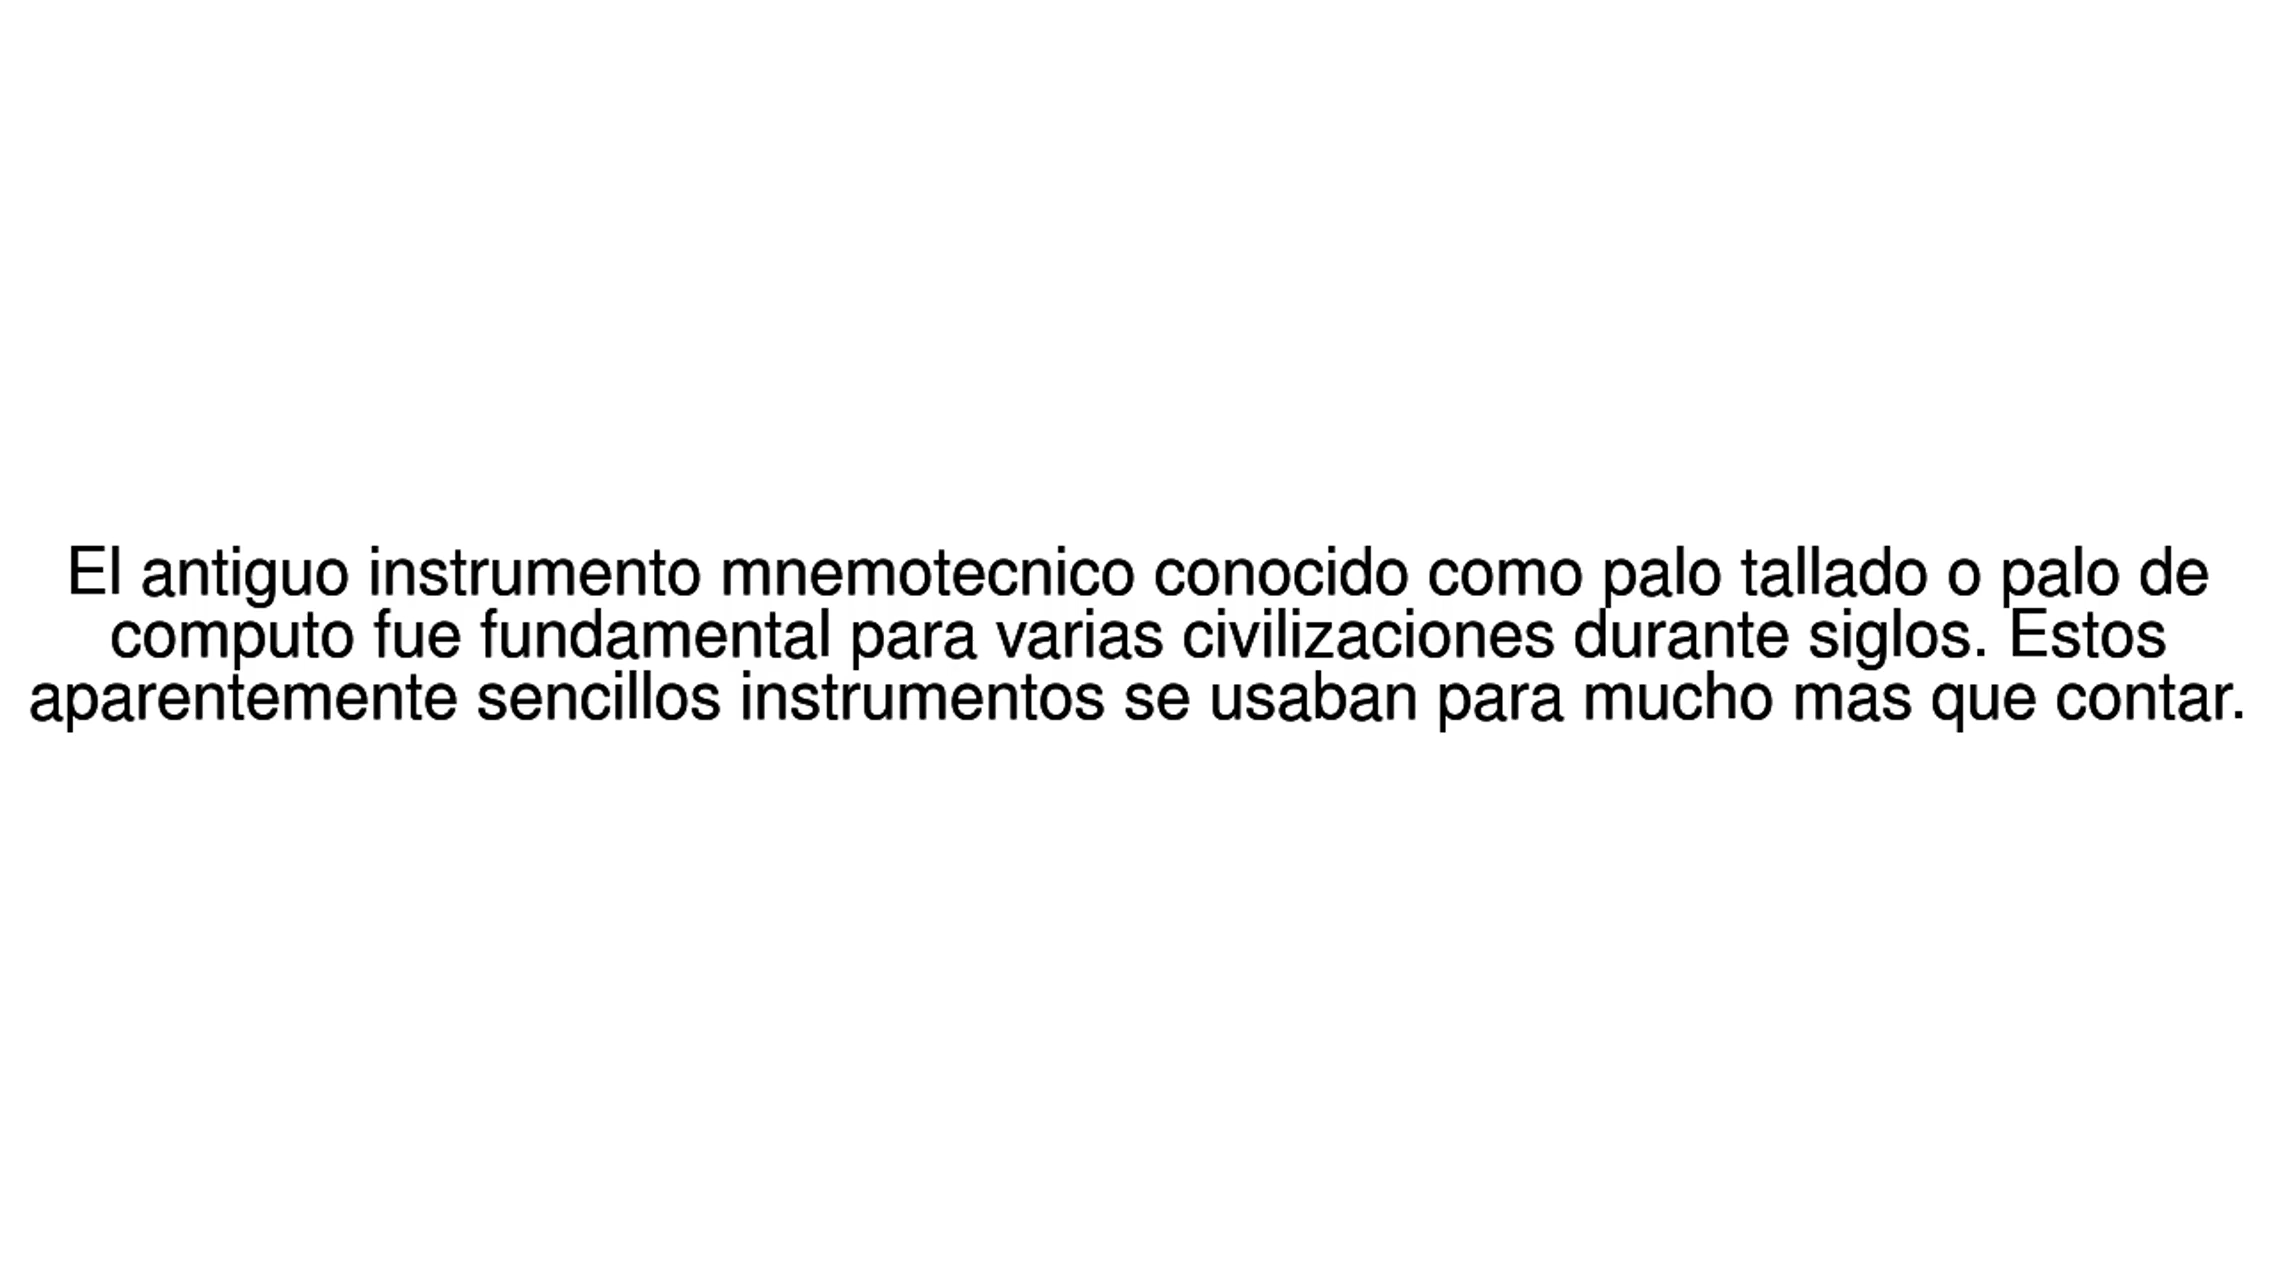 El antiguo instrumento mnemotecnico conocido como palo tallado o palo de
computo fue fundamental para varias civilizaciones durante siglos. Estos
aparentemente sencillos instrumentos se usaban para mucho mas que contar.